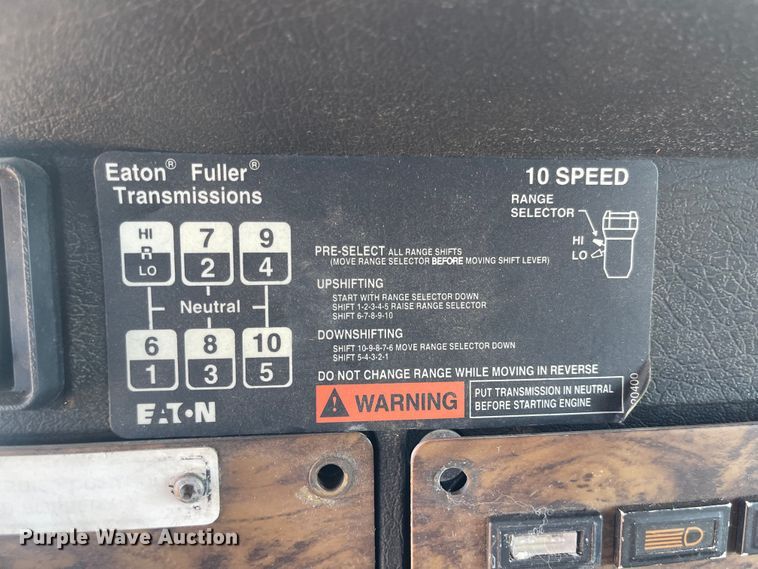 Eaton® Fuller®
Transmissions
10 SPEED
RANGE
SELECTOR
HI
LO
HI
R
LO
7
2
9
4
Neutral
6
1
8
3
10
5
EATON
PRE-SELECT ALL RANGE SHIFTS
(MOVE RANGE SELECTOR BEFORE MOVING SHIFT LEVER)
UPSHIFTING
START WITH RANGE SELECTOR DOWN
SHIFT 1-2-3-4-5 RAISE RANGE SELECTOR
SHIFT 6-7-8-9-10
DOWNSHIFTING
SHIFT 10-9-8-7-6 MOVE RANGE SELECTOR DOWN
SHIFT 5-4-3-2-1
DO NOT CHANGE RANGE WHILE MOVING IN REVERSE
WARNING
PUT TRANSMISSION IN NEUTRAL
BEFORE STARTING ENGINE
Purple Wave Auction
Purple Wave Auction